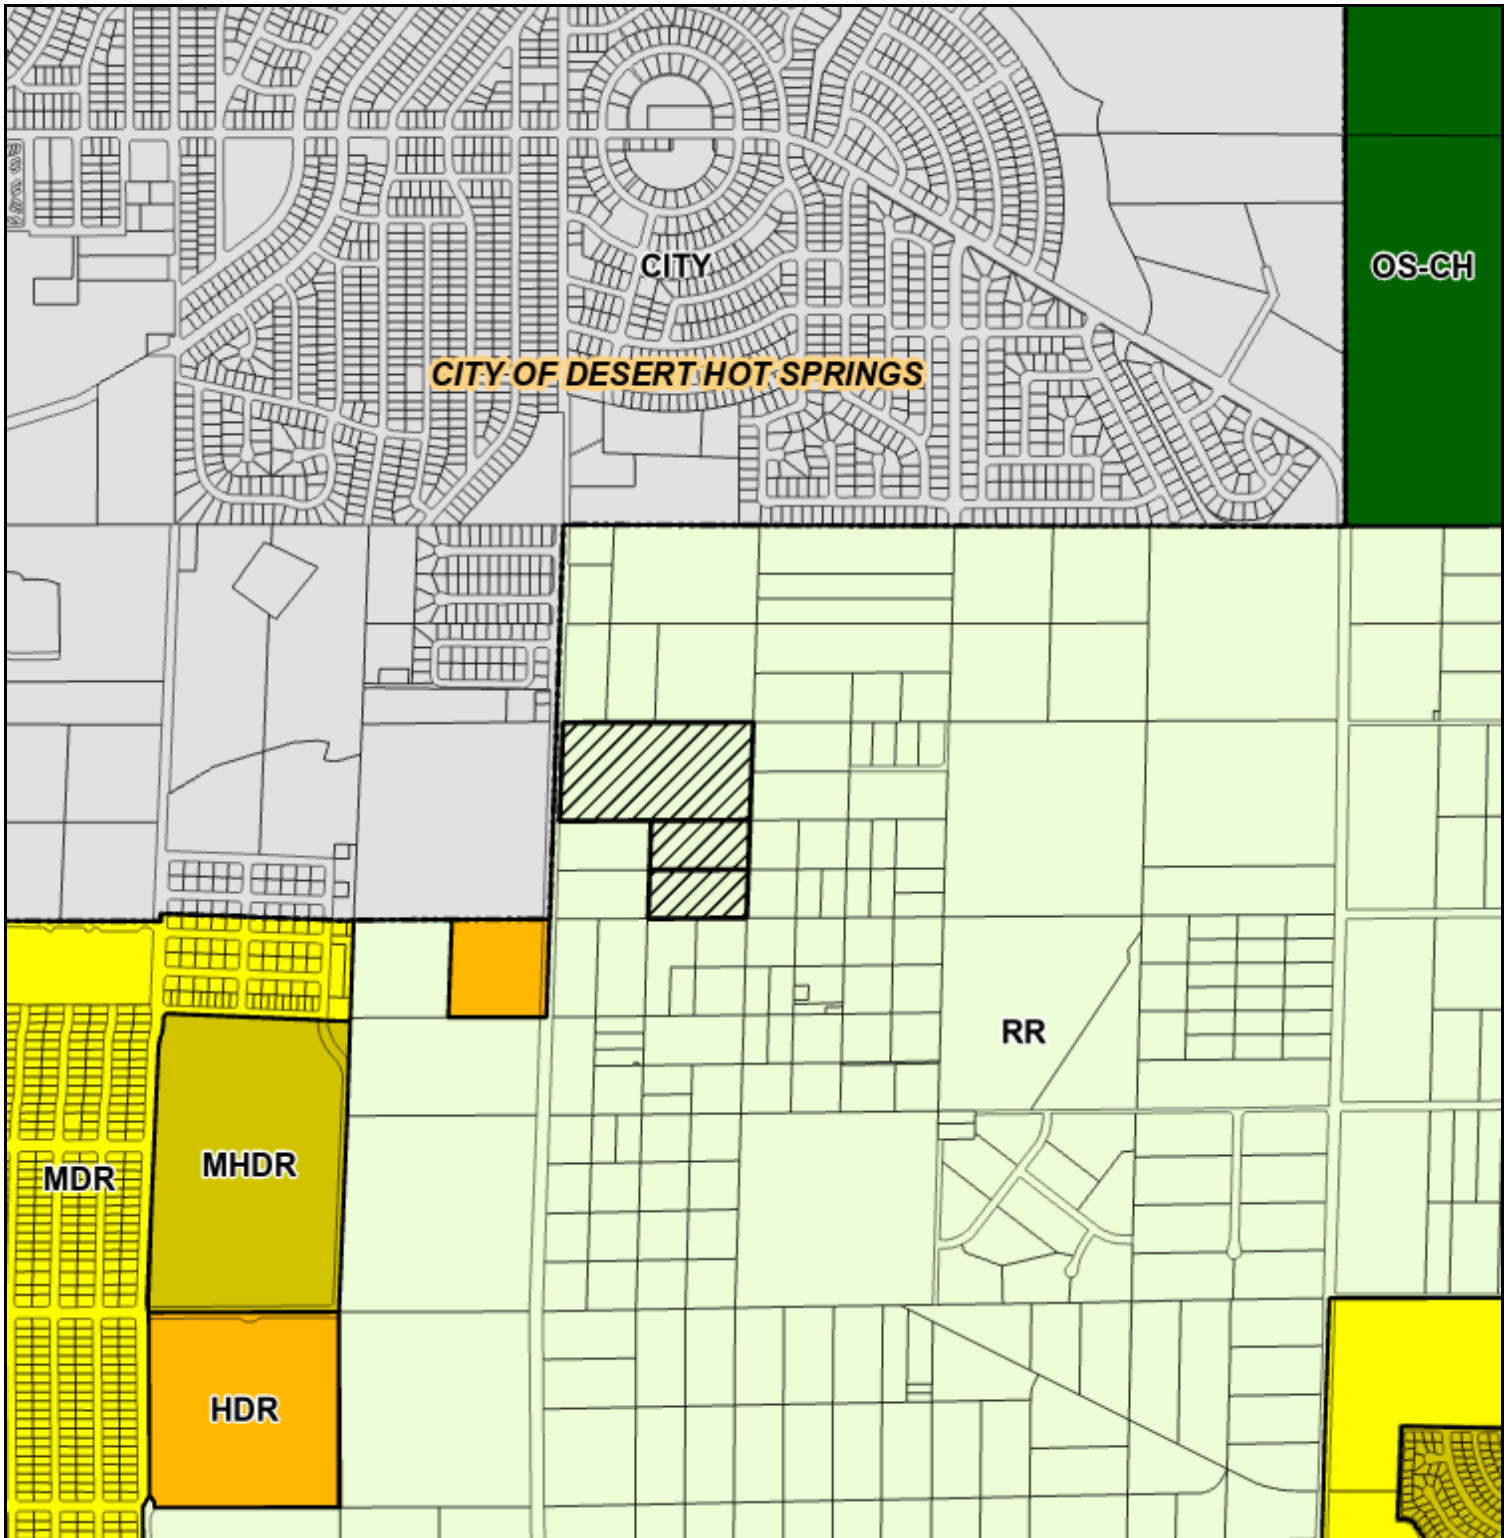 CITY
OS-CH
CITY OF DESERT HOT SPRINGS
RR
MDR
MHDR
HDR